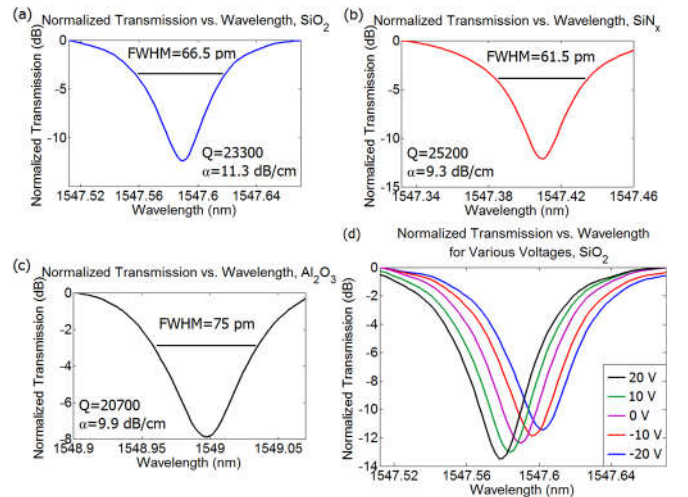 (a)
Normalized Transmission vs. Wavelength, SiO₂
Normalized Transmission (dB)
0
-5
-10
FWHM=66.5 pm
Q=23300
α=11.3 dB/cm
1547.52 1547.56 1547.6 1547.64
Wavelength (nm)
(b)
Normalized Transmission vs. Wavelength, SiNₓ
Normalized Transmission (dB)
0
-5
-10
-15
FWHM=61.5 pm
Q=25200
α=9.3 dB/cm
1547.34 1547.38 1547.42 1547.46
Wavelength (nm)
(c)
Normalized Transmission vs. Wavelength, Al₂O₃
Normalized Transmission (dB)
0
-2
-4
-6
-8
FWHM=75 pm
Q=20700
α=9.9 dB/cm
1548.9 1548.95 1549 1549.05
Wavelength (nm)
(d)
Normalized Transmission vs. Wavelength
for Various Voltages, SiO₂
Normalized Transmission (dB)
0
-2
-4
-6
-8
-10
-12
-14
20 V
10 V
0 V
-10 V
-20 V
1547.52 1547.56 1547.6 1547.64
Wavelength (nm)